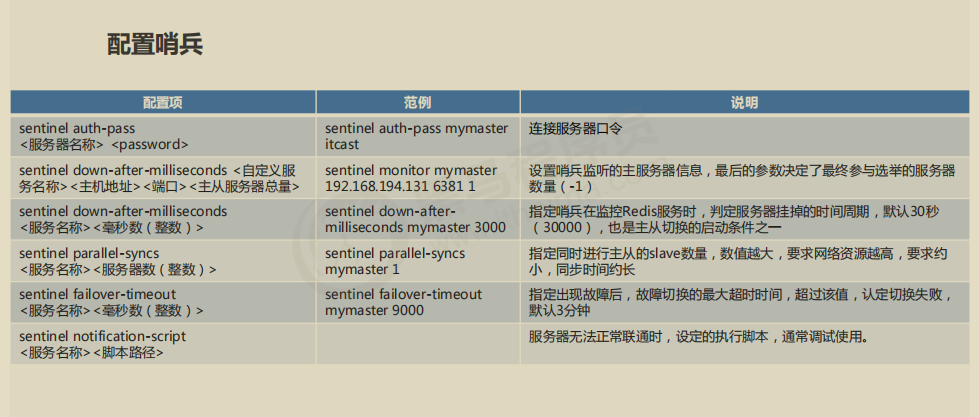 配置哨兵
配置项 范例 说明
sentinel auth-pass
<服务器名称> <password>
sentinel auth-pass mymaster
itcast
连接服务器口令
sentinel down-after-milliseconds <自定义服
务名称><主机地址><端口><主从服务器总量>
sentinel monitor mymaster
192.168.194.131 6381 1
设置哨兵监听的主服务器信息，最后的参数决定了最终参与选举的服务器
数量（-1）
sentinel down-after-milliseconds
<服务名称><毫秒数（整数）>
sentinel down-after-
milliseconds mymaster 3000
指定哨兵在监控Redis服务时，判定服务器挂掉的时间周期，默认30秒
（30000），也是主从切换的启动条件之一
sentinel parallel-syncs
<服务名称><服务器数（整数）>
sentinel parallel-syncs
mymaster 1
指定同时进行主从的slave数量，数值越大，要求网络资源越高，要求约
小，同步时间约长
sentinel failover-timeout
<服务名称><毫秒数（整数）>
sentinel failover-timeout
mymaster 9000
指定出现故障后，故障切换的最大超时时间，超过该值，认定切换失败，
默认3分钟
sentinel notification-script
<服务名称><脚本路径>
服务器无法正常联通时，设定的执行脚本，通常调试使用。